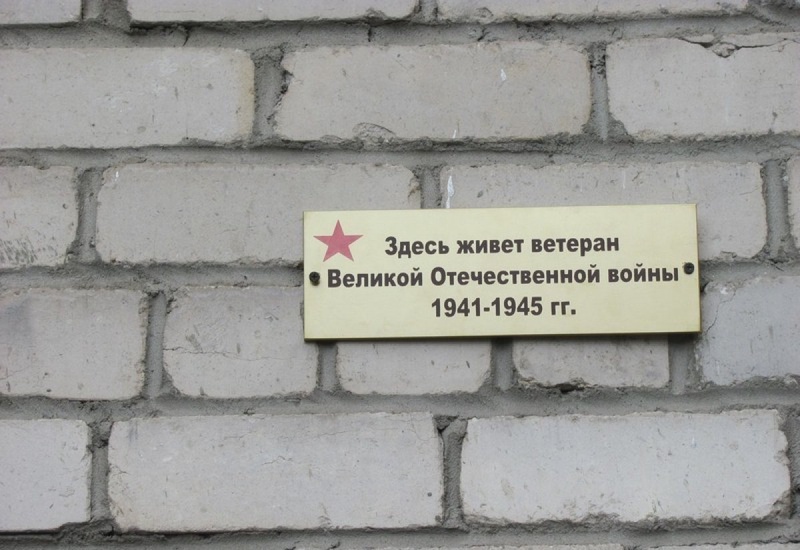 Здесь живет ветеран
Великой Отечественной войны
1941-1945 гг.